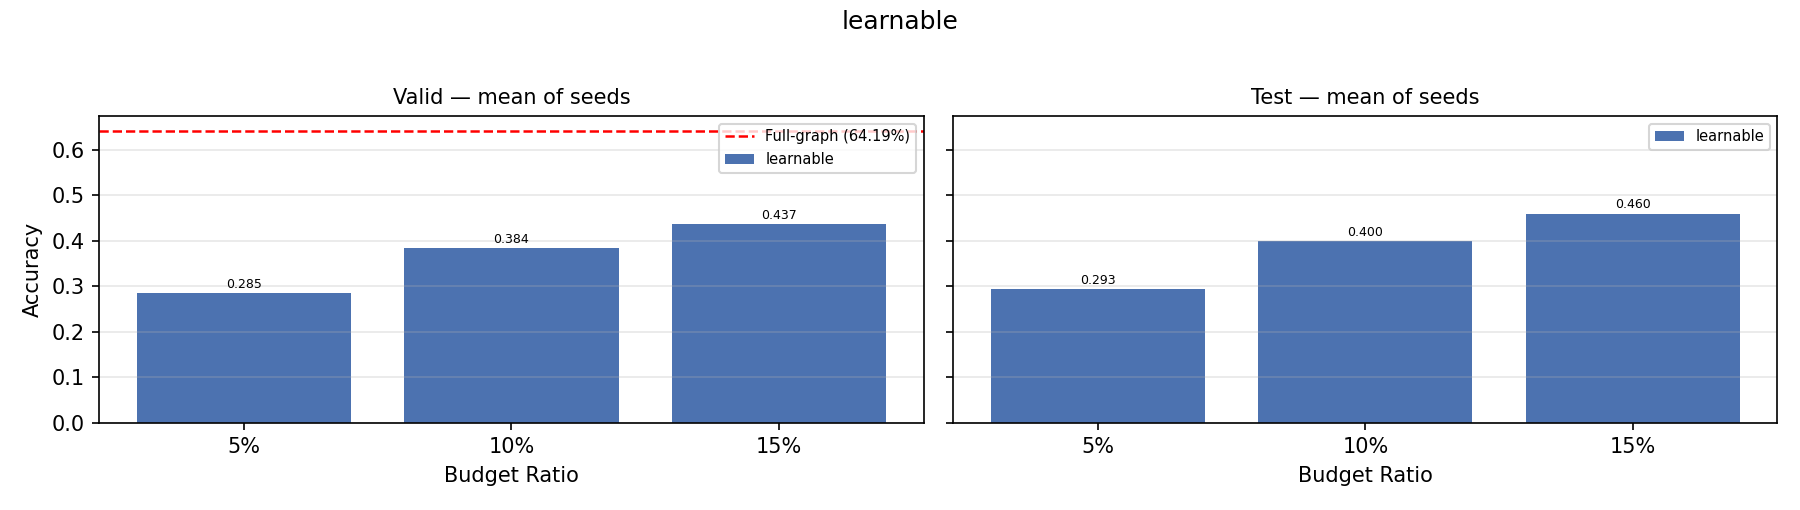 learnable
Valid — mean of seeds
Accuracy
0.6
0.5
0.4
0.3
0.2
0.1
0.0
Full-graph (64.19%)
learnable
0.285
0.384
0.437
5%
10%
15%
Budget Ratio
Test — mean of seeds
learnable
0.293
0.400
0.460
5%
10%
15%
Budget Ratio